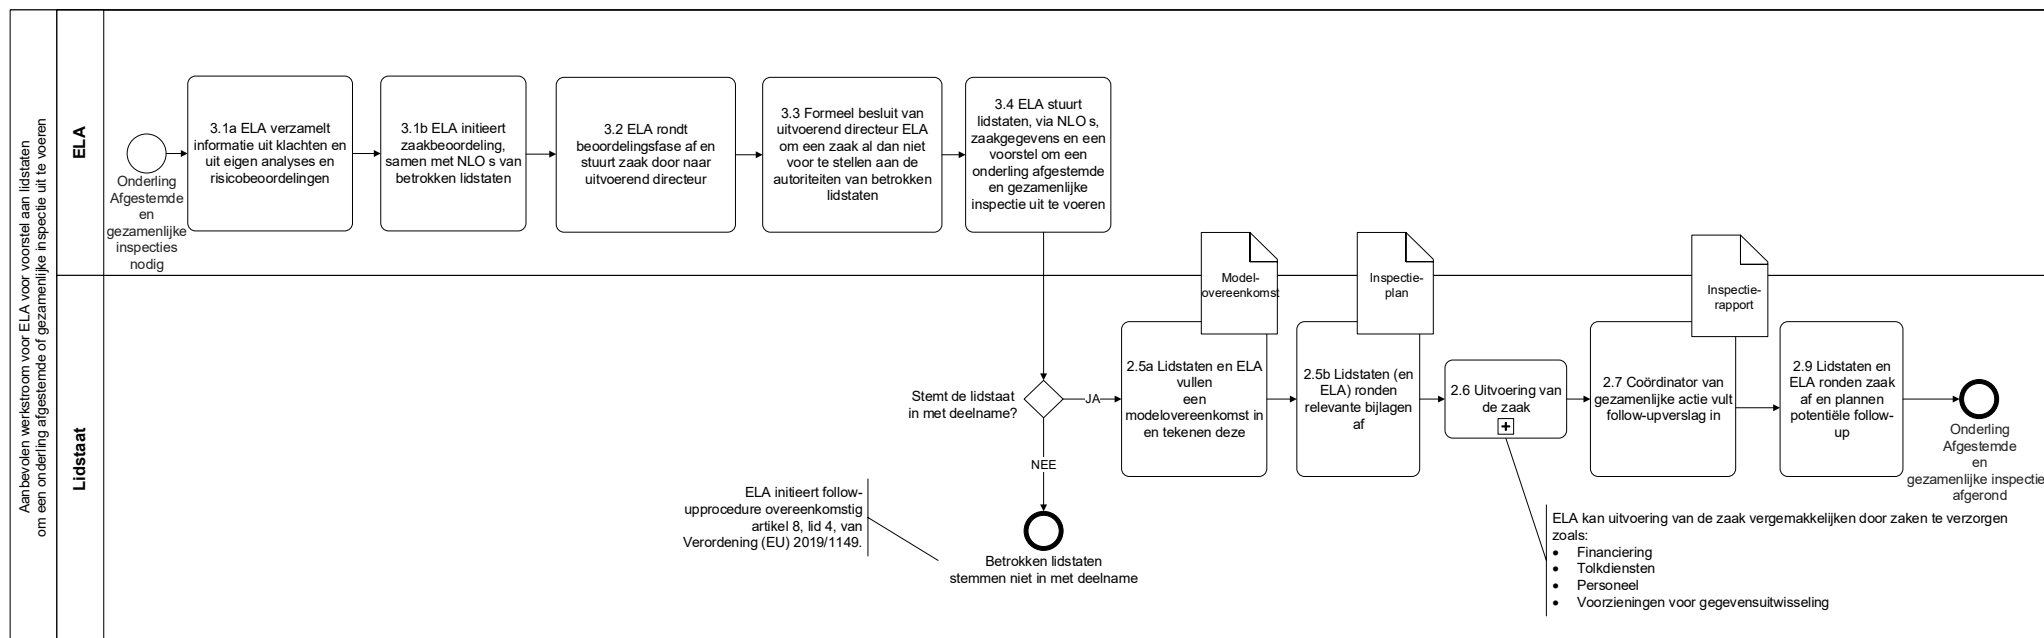 Aanbevolen werkstroom voor ELA voor voorstel aan lidstaten
om een onderling afgestemde of gezamenlijke inspectie uit te voeren
ELA
Onderling
Afgestemde
en
gezamenlijke
inspecties
nodig
3.1a ELA verzamelt
informatie uit klachten en
uit eigen analyses en
risicobeoordelingen
3.1b ELA initieert
zaakbeoordeling,
samen met NLO s van
betrokken lidstaten
3.2 ELA rondt
beoordelingsfase af en
stuurt zaak door naar
uitvoerend directeur
3.3 Formeel besluit van
uitvoerend directeur ELA
om een zaak al dan niet
voor te stellen aan de
autoriteiten van betrokken
lidstaten
3.4 ELA stuurt
lidstaten, via NLO s,
zaakgegevens en een
voorstel om een
onderling afgestemde
en gezamenlijke
inspectie uit te voeren
Lidstaat
Stemt de lidstaat
in met deelname?
JA
NEE
ELA initieert follow-
upprocedure overeenkomstig
artikel 8, lid 4, van
Verordening (EU) 2019/1149.
Betrokken lidstaten
stemmen niet in met deelname
Model-
overeenkomst
2.5a Lidstaten en ELA
vullen
een
modelovereenkomst in
en tekenen deze
Inspectie-
plan
2.5b Lidstaten (en
ELA) ronden
relevante bijlagen
af
2.6 Uitvoering van
de zaak
ELA kan uitvoering van de zaak vergemakkelijken door zaken te verzorgen
zoals:
• Financiering
• Tolkdiensten
• Personeel
• Voorzieningen voor gegevensuitwisseling
Inspectie-
rapport
2.7 Coördinator van
gezamenlijke actie vult
follow-upverslag in
2.9 Lidstaten en
ELA ronden zaak
af en plannen
potentiële follow-
up
Onderling
Afgestemde
en
gezamenlijke inspectie
afgerond